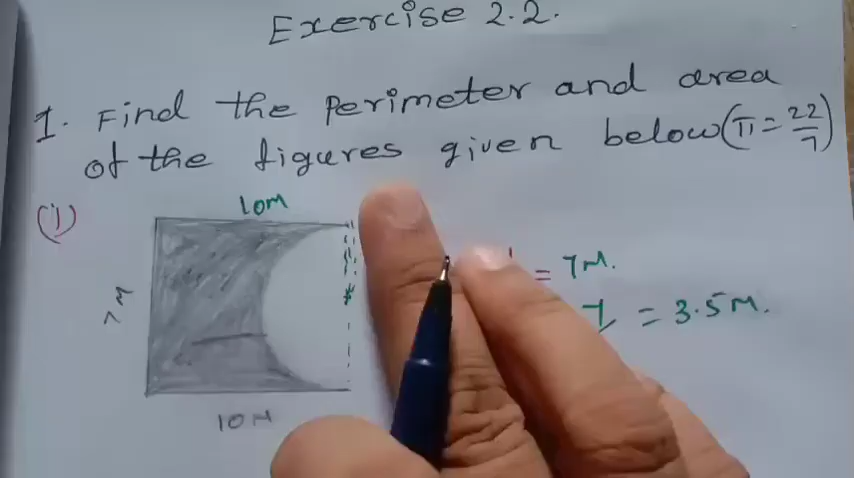 Exercise 2.2.
1. Find the perimeter and area
of the figures given below (π = 22/7)
(i)
10M
7M
= 7M.
= 3.5M.
10M